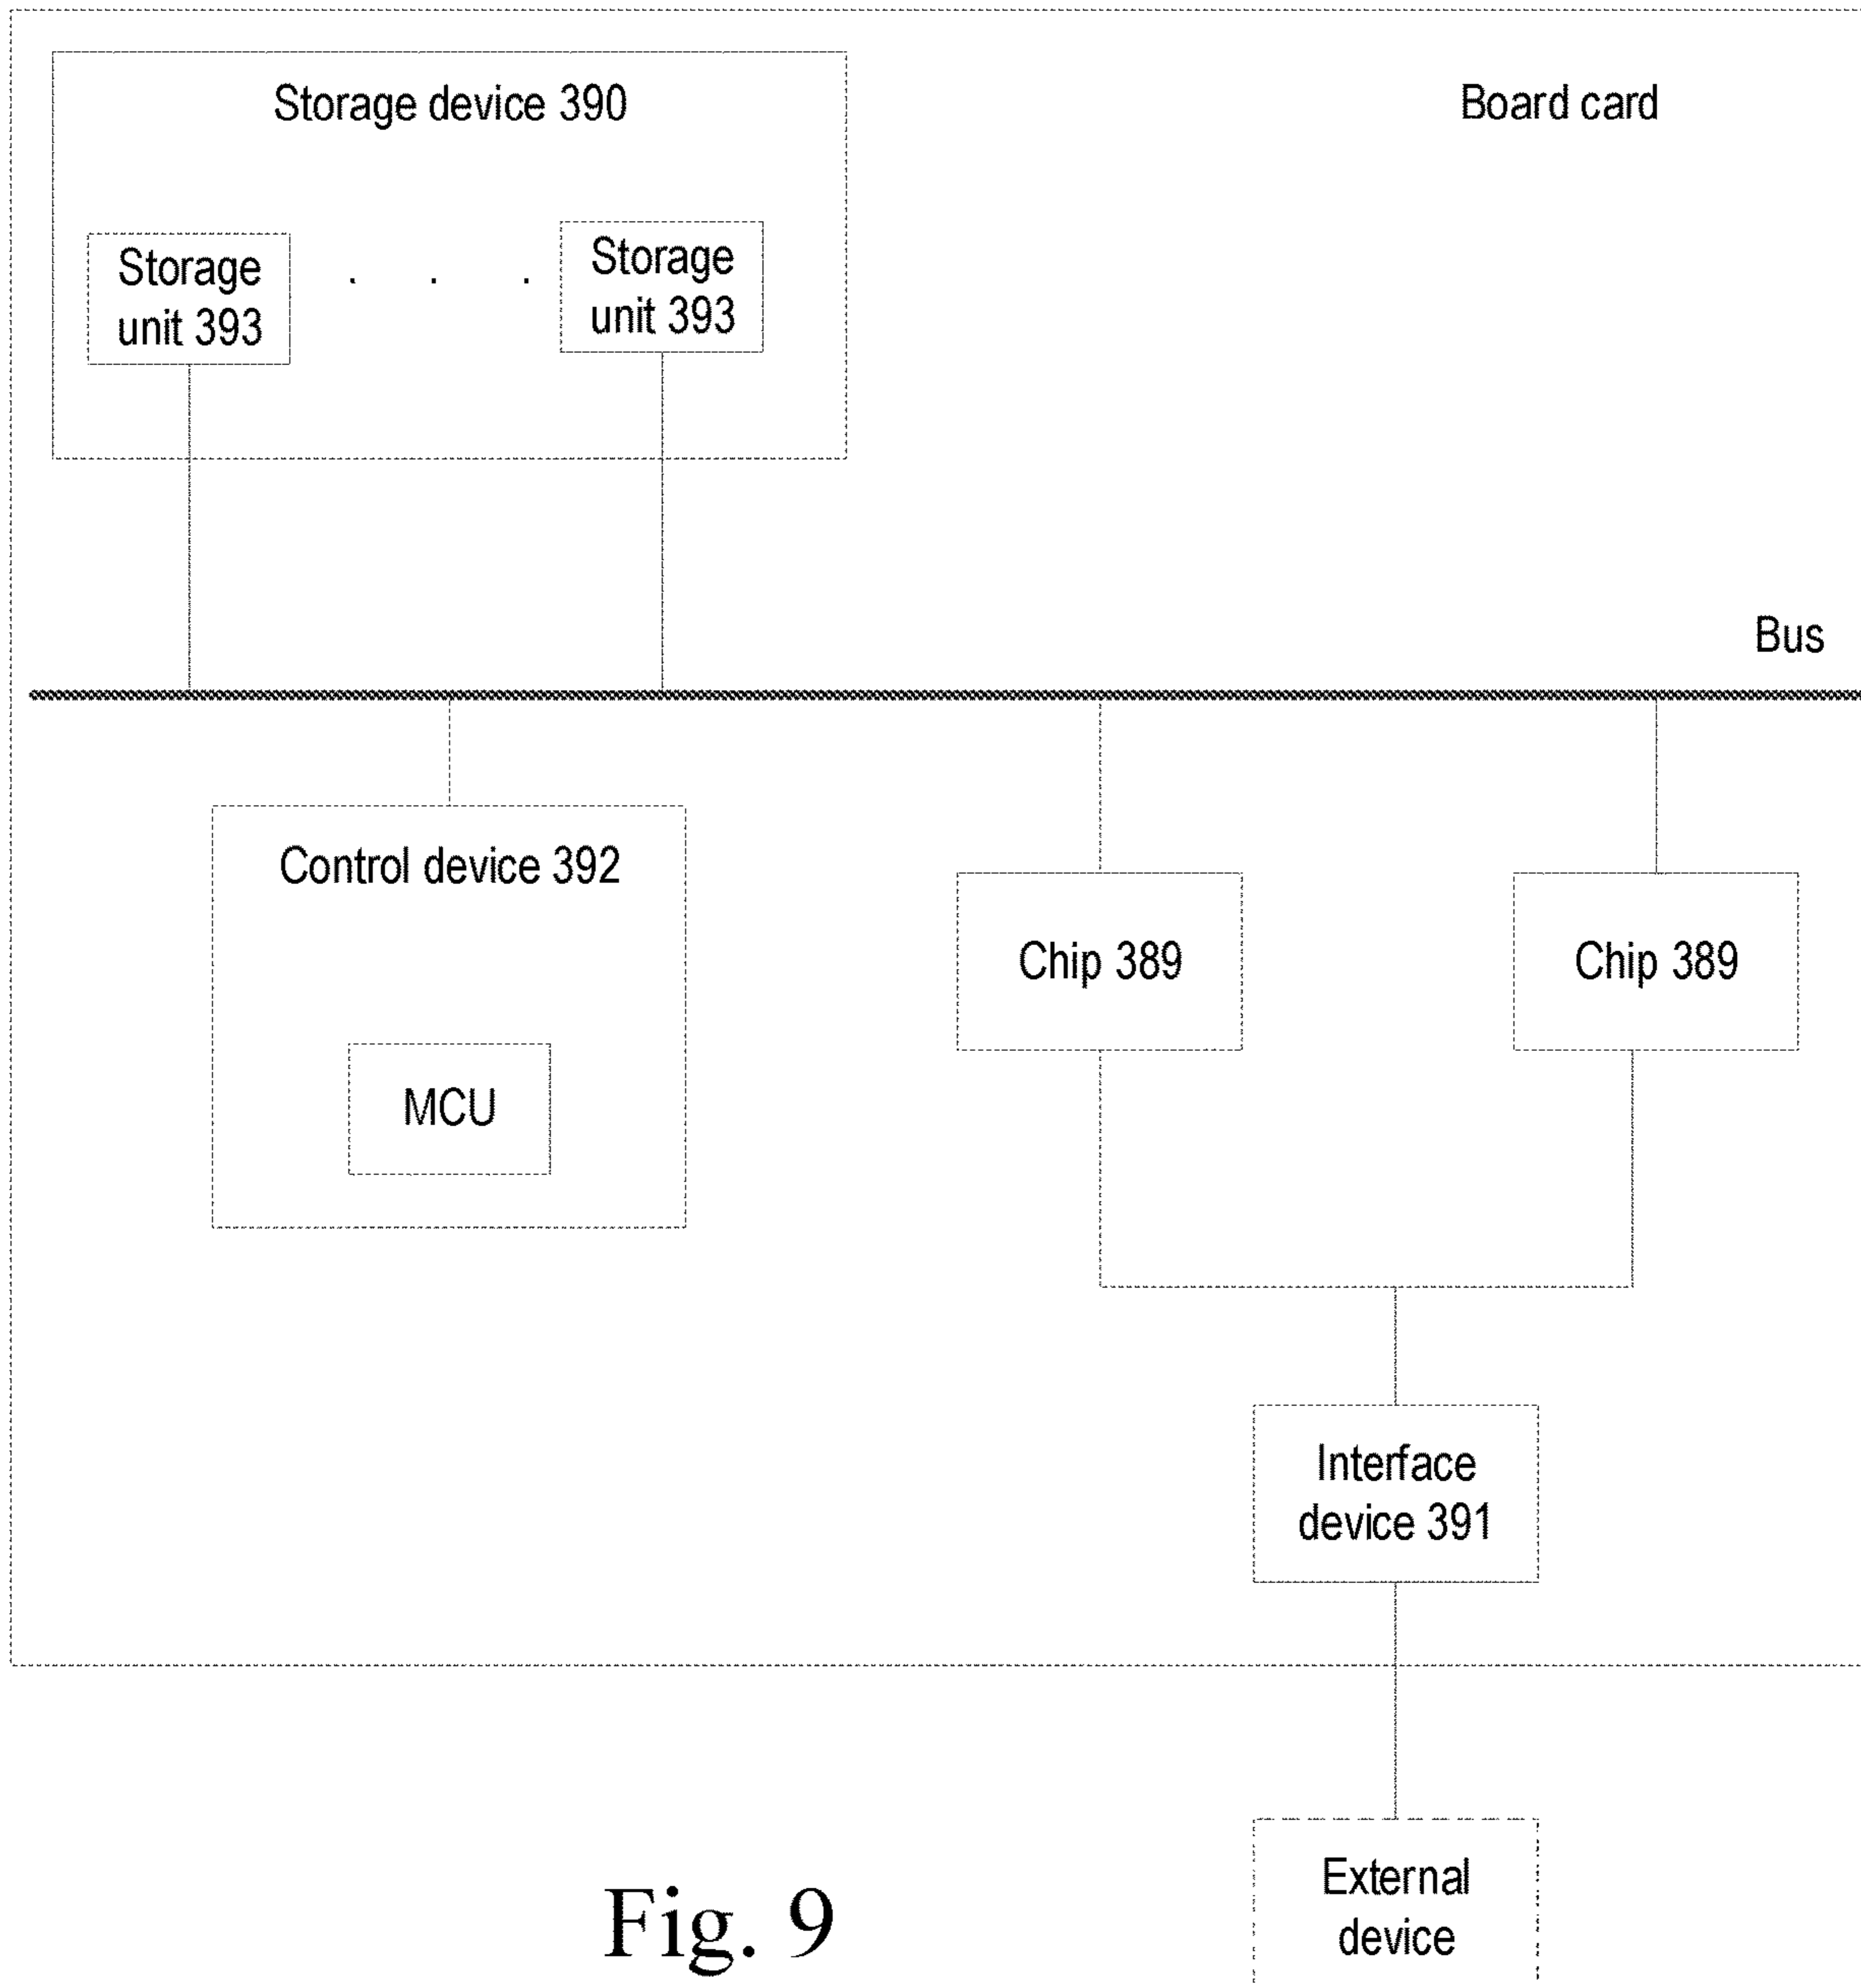 Storage device 390
Board card
Storage
unit 393
. . .
Storage
unit 393
Bus
Control device 392
MCU
Chip 389
Chip 389
Interface
device 391
External
device
Fig. 9